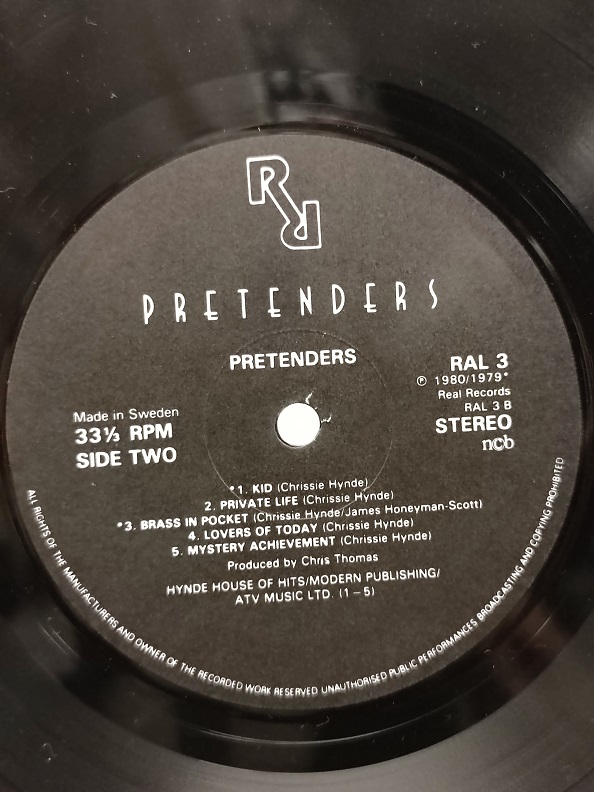 RR
PRETENDERS
PRETENDERS
Made in Sweden
33⅓ RPM
SIDE TWO
RAL 3
℗ 1980/1979*
Real Records
RAL 3 B
STEREO
ncb
*1. KID (Chrissie Hynde)
2. PRIVATE LIFE (Chrissie Hynde)
*3. BRASS IN POCKET (Chrissie Hynde/James Honeyman-Scott)
4. LOVERS OF TODAY (Chrissie Hynde)
5. MYSTERY ACHIEVEMENT (Chrissie Hynde)
Produced by Chris Thomas
HYNDE HOUSE OF HITS/MODERN PUBLISHING/
ATV MUSIC LTD. (1–5)
ALL RIGHTS OF THE MANUFACTURERS AND OWNER OF THE RECORDED WORK RESERVED UNAUTHORISED PUBLIC PERFORMANCES BROADCASTING AND COPYING PROHIBITED